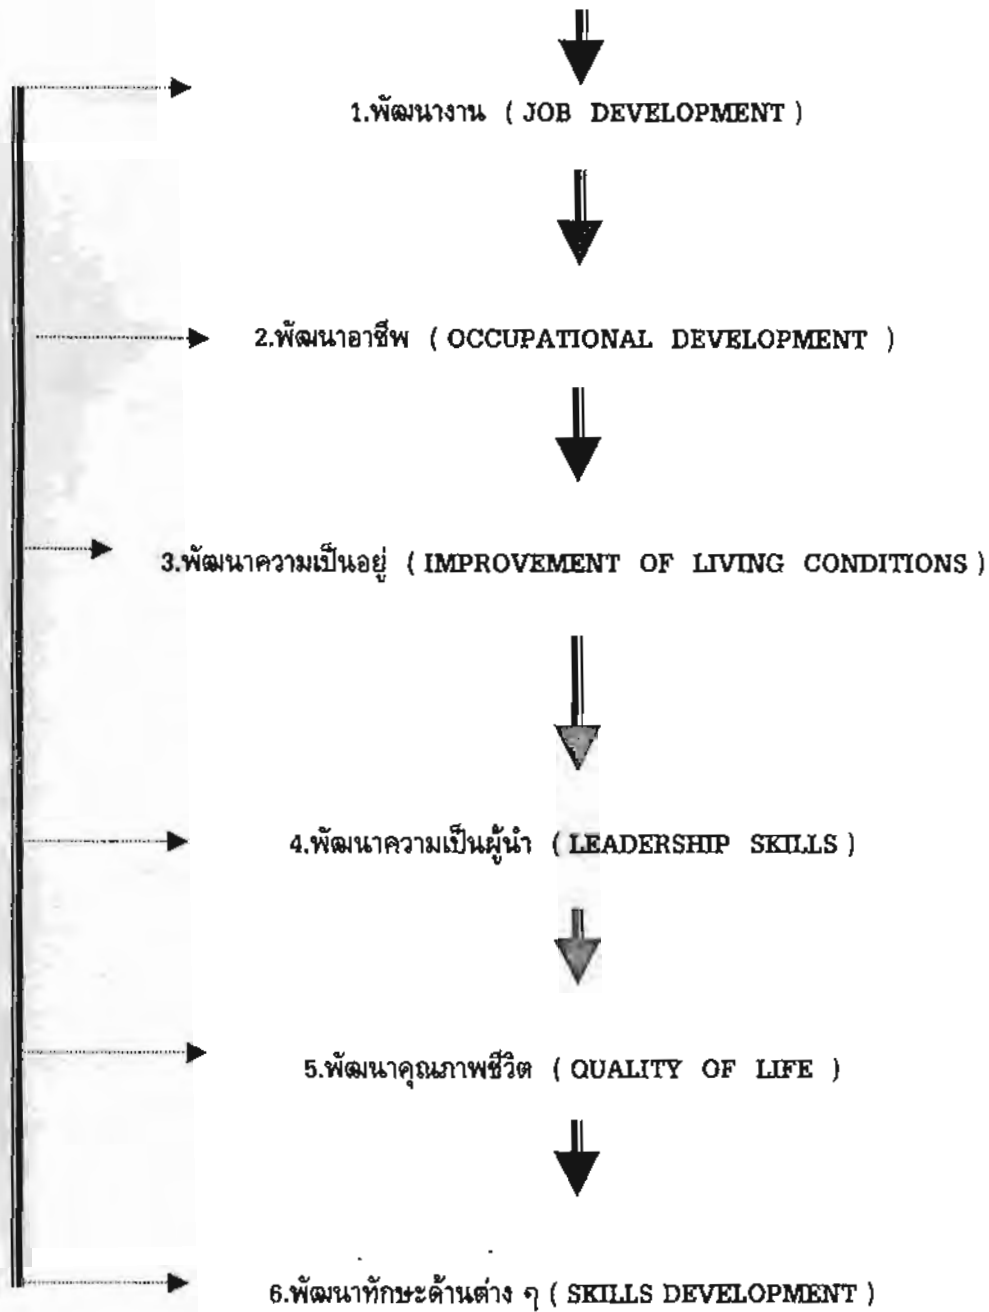 1.พัฒนางาน ( JOB DEVELOPMENT )
2.พัฒนาอาชีพ ( OCCUPATIONAL DEVELOPMENT )
3.พัฒนาความเป็นอยู่ ( IMPROVEMENT OF LIVING CONDITIONS )
4.พัฒนาความเป็นผู้นำ ( LEADERSHIP SKILLS )
5.พัฒนาคุณภาพชีวิต ( QUALITY OF LIFE )
6.พัฒนาทักษะด้านต่าง ๆ ( SKILLS DEVELOPMENT )